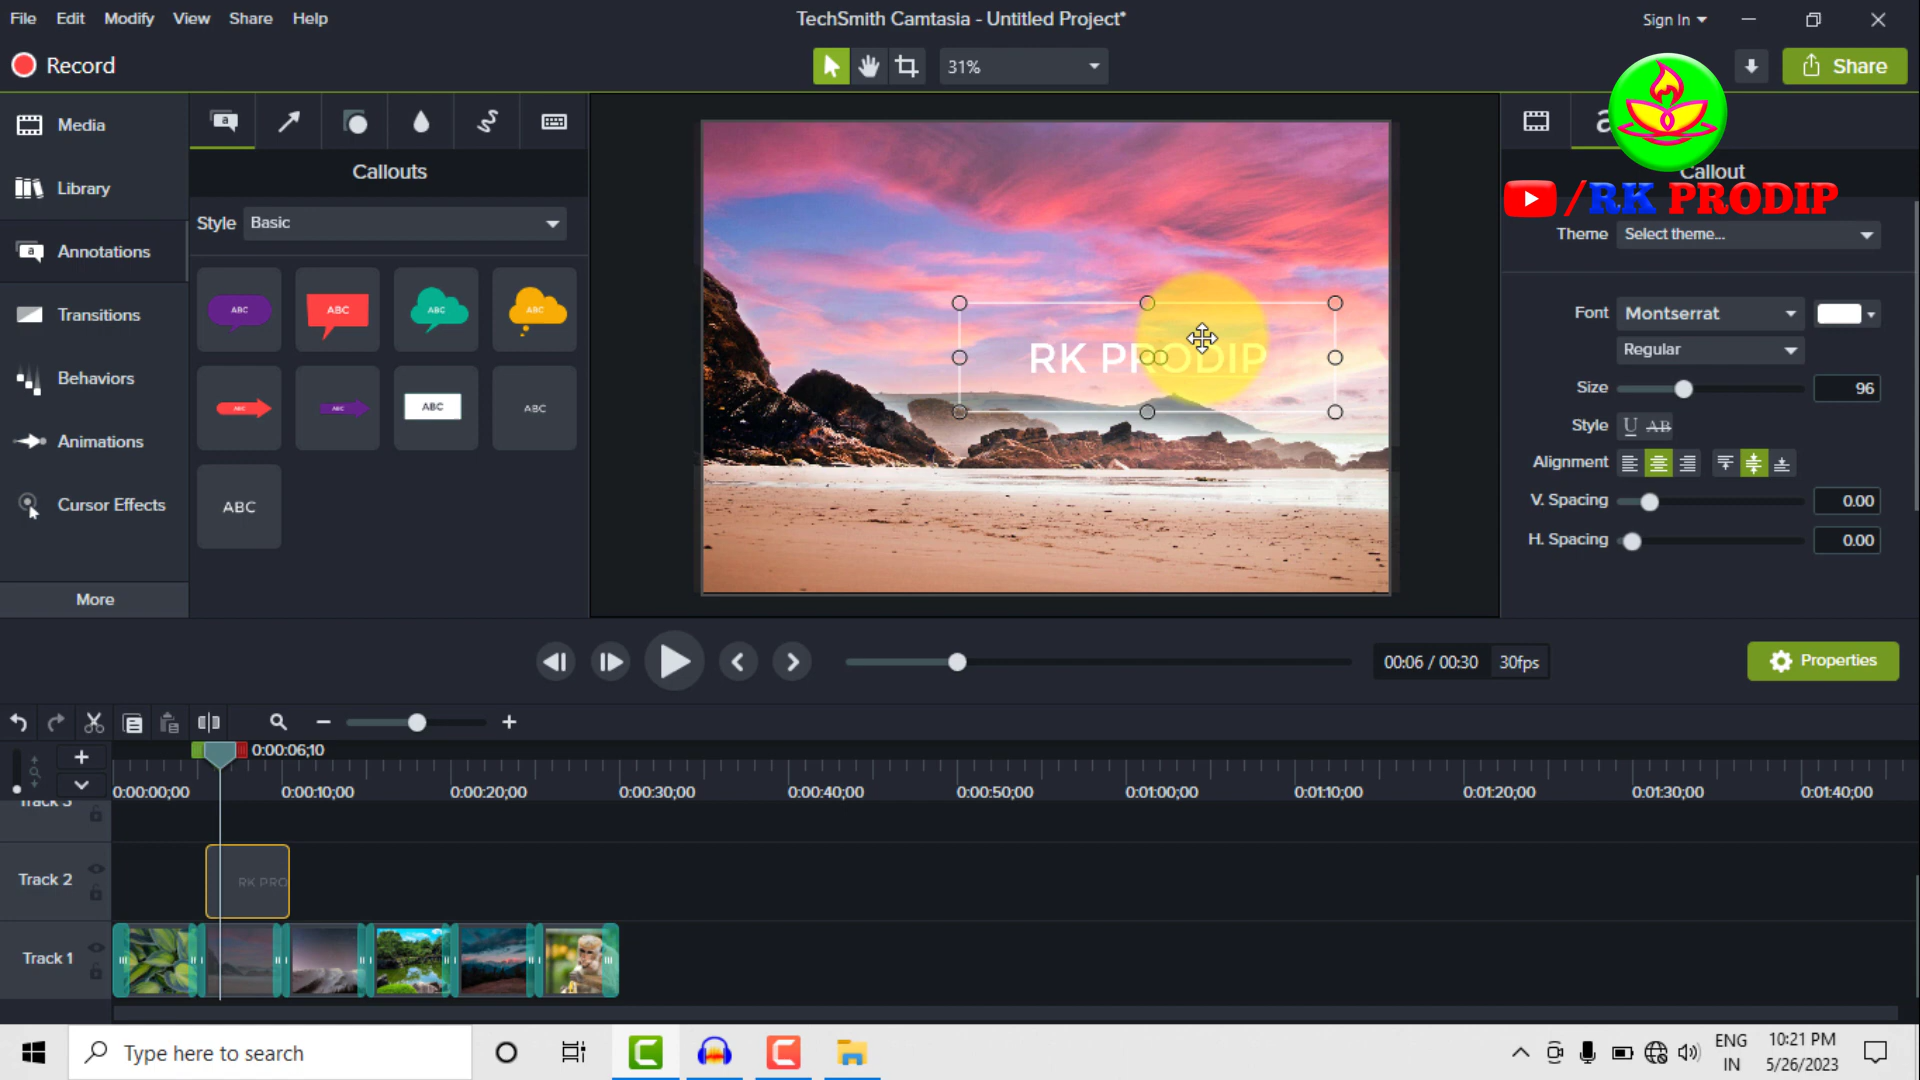 File Edit Modify View Share Help
TechSmith Camtasia - Untitled Project*
Sign In
Record
31%
Share
Media
Library
Annotations
Transitions
Behaviors
Animations
Cursor Effects
More
Callouts
Style Basic
ABC ABC ABC ABC
ABC ABC ABC ABC
ABC
RK PRODIP
a
Callout
/RK PRODIP
Theme Select theme...
Font Montserrat
Regular
Size 96
Style U AB
Alignment
V. Spacing 0.00
H. Spacing 0.00
00:06 / 00:30 30fps
Properties
0:00:06;10
0:00:00;00 0:00:10;00 0:00:20;00 0:00:30;00 0:00:40;00 0:00:50;00 0:01:00;00 0:01:10;00 0:01:20;00 0:01:30;00 0:01:40;00
Track 3
Track 2
RK PRO
Track 1
Type here to search
ENG
IN
10:21 PM
5/26/2023